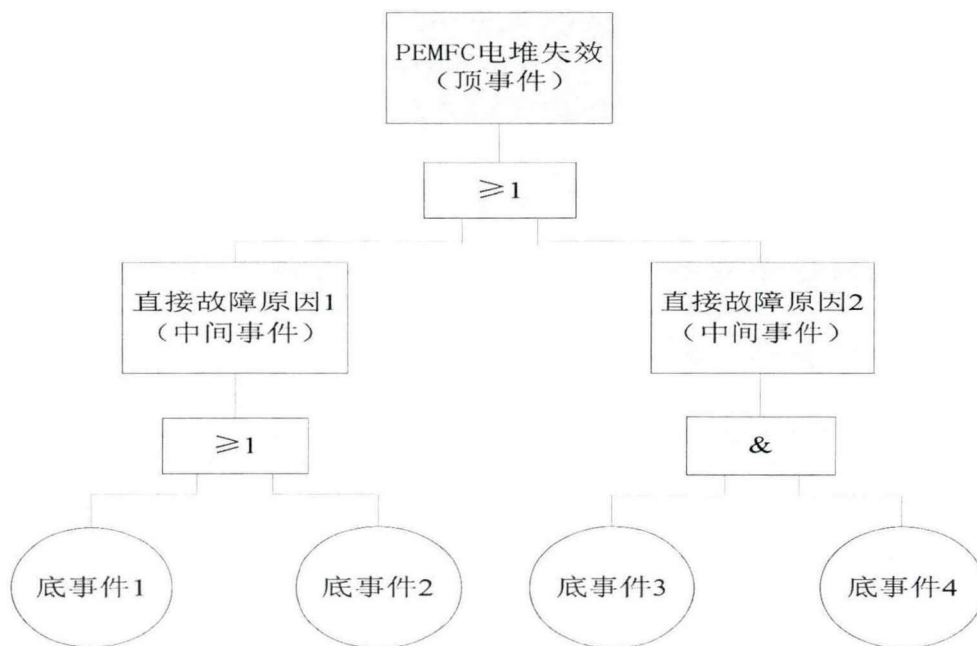 PEMFC电堆失效
（顶事件）
≥1
直接故障原因1
（中间事件）
直接故障原因2
（中间事件）
≥1
&
底事件1
底事件2
底事件3
底事件4